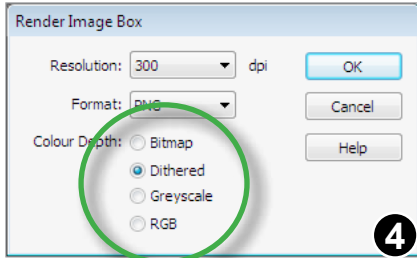 Render Image Box
Resolution: 300 dpi
OK
Format: PNG
Cancel
Colour Depth: Bitmap
Help
Dithered
Greyscale
RGB
4